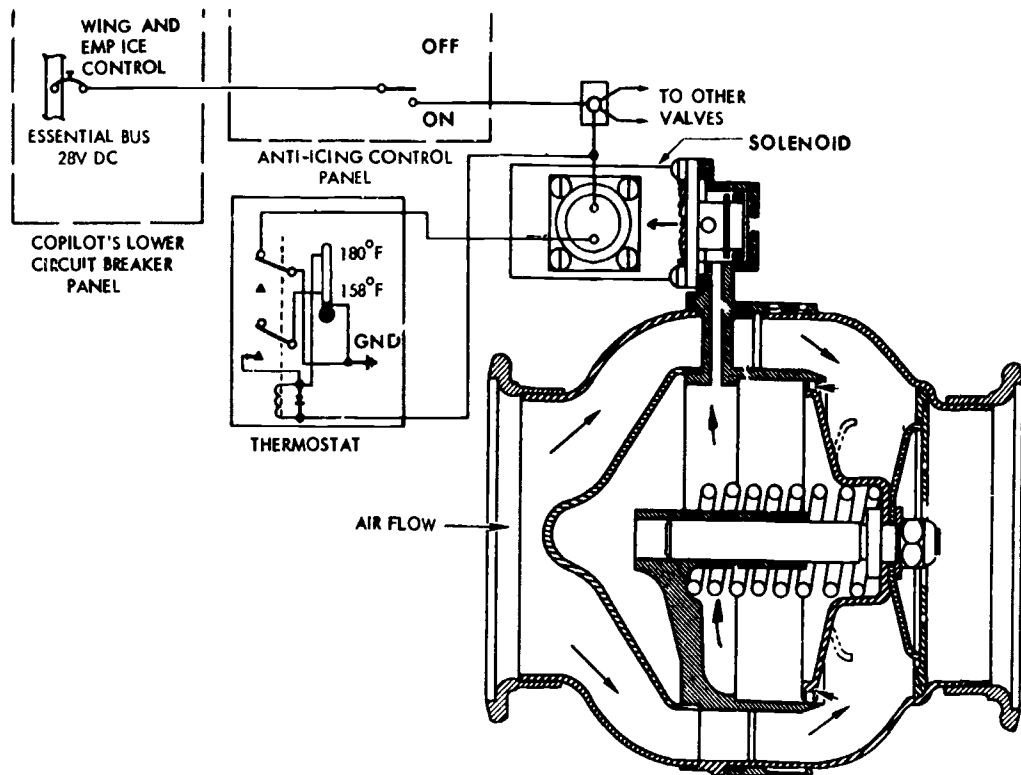 WING AND
EMP ICE
CONTROL
ESSENTIAL BUS
28V DC
COPILOT'S LOWER
CIRCUIT BREAKER
PANEL
OFF
ON
ANTI-ICING CONTROL
PANEL
TO OTHER
VALVES
SOLENOID
180°F
158°F
GND
THERMOSTAT
AIR FLOW